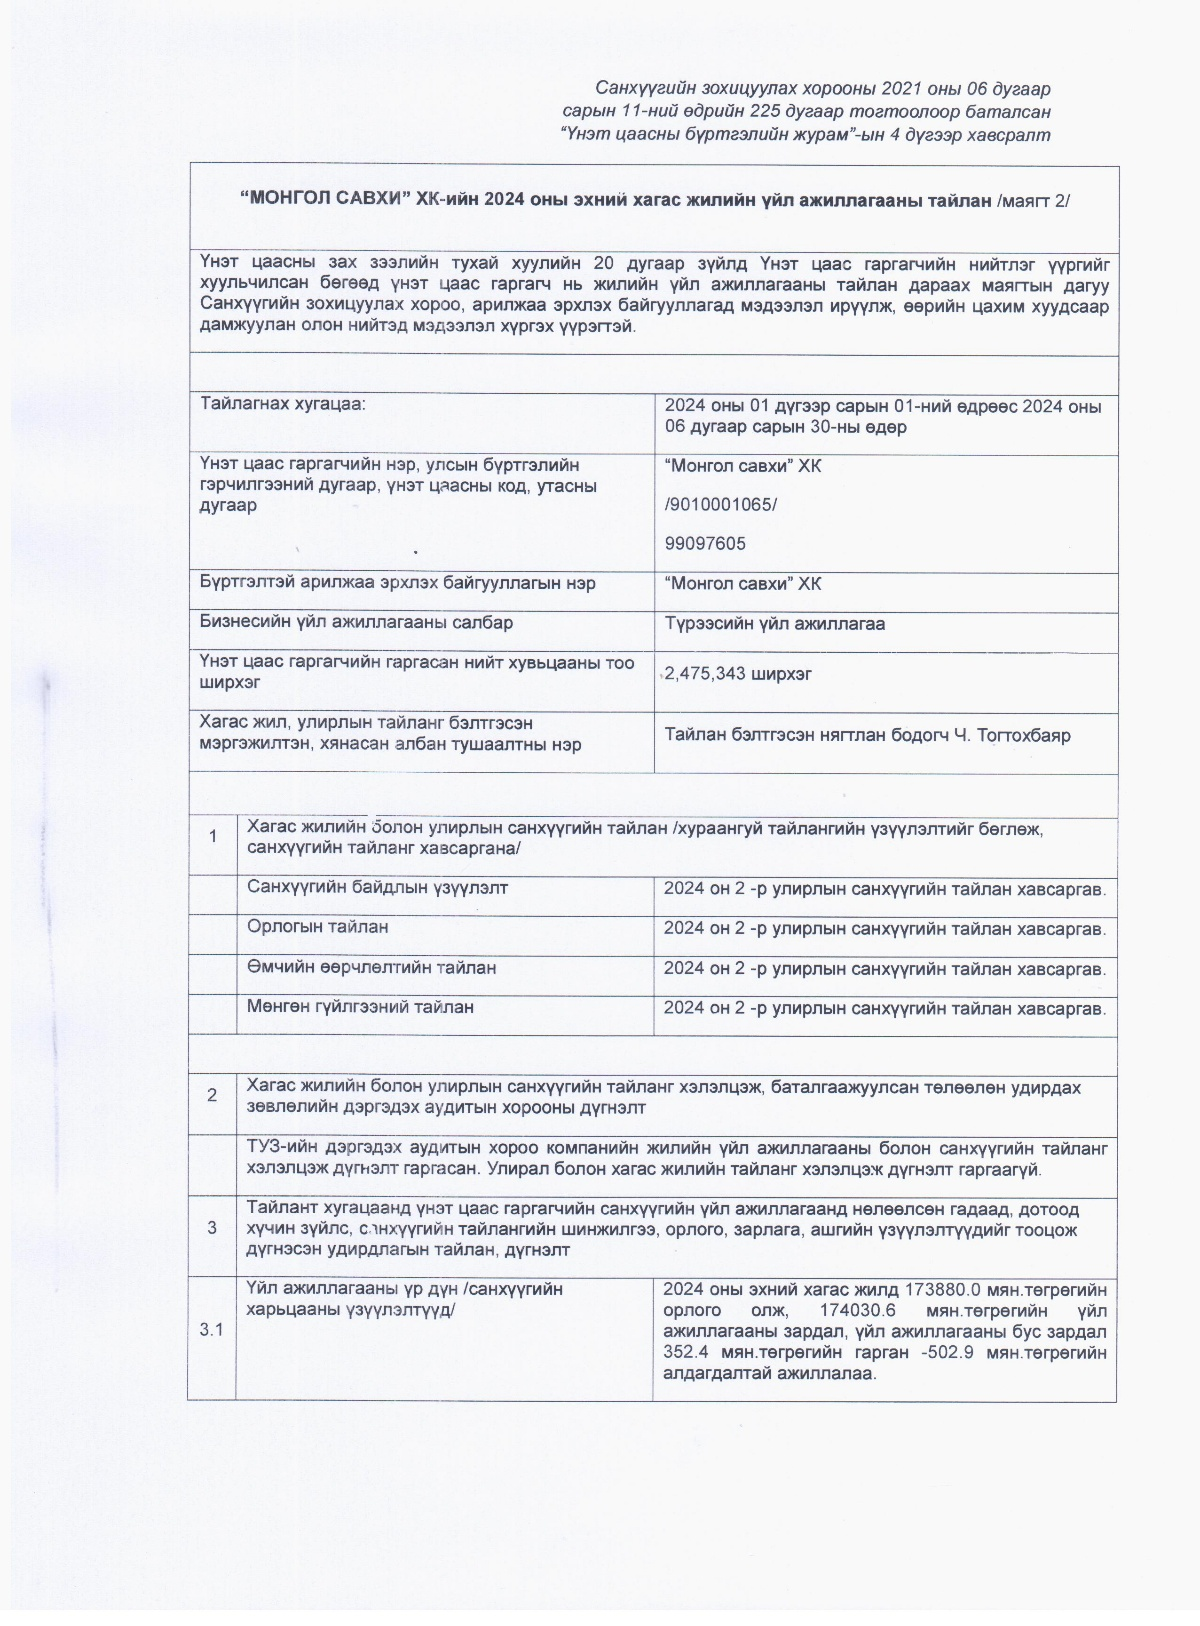 Санхүүгийн зохицуулах хорооны 2021 оны 06 дугаар
сарын 11-ний өдрийн 225 дугаар тогтоолоор баталсан
“Үнэт цаасны бүртгэлийн журам”-ын 4 дүгээр хавсралт
“МОНГОЛ САВХИ” ХК-ийн 2024 оны эхний хагас жилийн үйл ажиллагааны тайлан /маягт 2/
Үнэт цаасны зах зээлийн тухай хуулийн 20 дугаар зүйлд Үнэт цаас гаргагчийн нийтлэг үүргийг
хуульчилсан бөгөөд үнэт цаас гаргагч нь жилийн үйл ажиллагааны тайлан дараах маягтын дагуу
Санхүүгийн зохицуулах хороо, арилжаа эрхлэх байгууллагад мэдээлэл ирүүлж, өөрийн цахим хуудсаар
дамжуулан олон нийтэд мэдээлэл хүргэх үүрэгтэй.
Тайлагнах хугацаа:
2024 оны 01 дүгээр сарын 01-ний өдрөөс 2024 оны
06 дугаар сарын 30-ны өдөр
Үнэт цаас гаргагчийн нэр, улсын бүртгэлийн
гэрчилгээний дугаар, үнэт цаасны код, утасны
дугаар
“Монгол савхи” ХК
/9010001065/
99097605
Бүртгэлтэй арилжаа эрхлэх байгууллагын нэр
“Монгол савхи” ХК
Бизнесийн үйл ажиллагааны салбар
Түрээсийн үйл ажиллагаа
Үнэт цаас гаргагчийн гаргасан нийт хувьцааны тоо
ширхэг
2,475,343 ширхэг
Хагас жил, улирлын тайланг бэлтгэсэн
мэргэжилтэн, хянасан албан тушаалтны нэр
Тайлан бэлтгэсэн нягтлан бодогч Ч. Тогтохбаяр
1
Хагас жилийн болон улирлын санхүүгийн тайлан /хураангуй тайлангийн үзүүлэлтийг бөглөж,
санхүүгийн тайланг хавсаргана/
Санхүүгийн байдлын үзүүлэлт
2024 он 2 -р улирлын санхүүгийн тайлан хавсаргав.
Орлогын тайлан
2024 он 2 -р улирлын санхүүгийн тайлан хавсаргав.
Өмчийн өөрчлөлтийн тайлан
2024 он 2 -р улирлын санхүүгийн тайлан хавсаргав.
Мөнгөн гүйлгээний тайлан
2024 он 2 -р улирлын санхүүгийн тайлан хавсаргав.
2
Хагас жилийн болон улирлын санхүүгийн тайланг хэлэлцэж, баталгаажуулсан төлөөлөн удирдах
зөвлөлийн дэргэдэх аудитын хорооны дүгнэлт
ТУЗ-ийн дэргэдэх аудитын хороо компанийн жилийн үйл ажиллагааны болон санхүүгийн тайланг
хэлэлцэж дүгнэлт гаргасан. Улирал болон хагас жилийн тайланг хэлэлцэж дүгнэлт гаргаагүй.
3
Тайлант хугацаанд үнэт цаас гаргагчийн санхүүгийн үйл ажиллагаанд нөлөөлсөн гадаад, дотоод
хүчин зүйлс, санхүүгийн тайлангийн шинжилгээ, орлого, зарлага, ашгийн үзүүлэлтүүдийг тооцож
дүгнэсэн удирдлагын тайлан, дүгнэлт
3.1
Үйл ажиллагааны үр дүн /санхүүгийн
харьцааны үзүүлэлтүүд/
2024 оны эхний хагас жилд 173880.0 мян.төгрөгийн
орлого олж, 174030.6 мян.төгрөгийн үйл
ажиллагааны зардал, үйл ажиллагааны бус зардал
352.4 мян.төгрөгийн гарган -502.9 мян.төгрөгийн
алдагдалтай ажиллалаа.